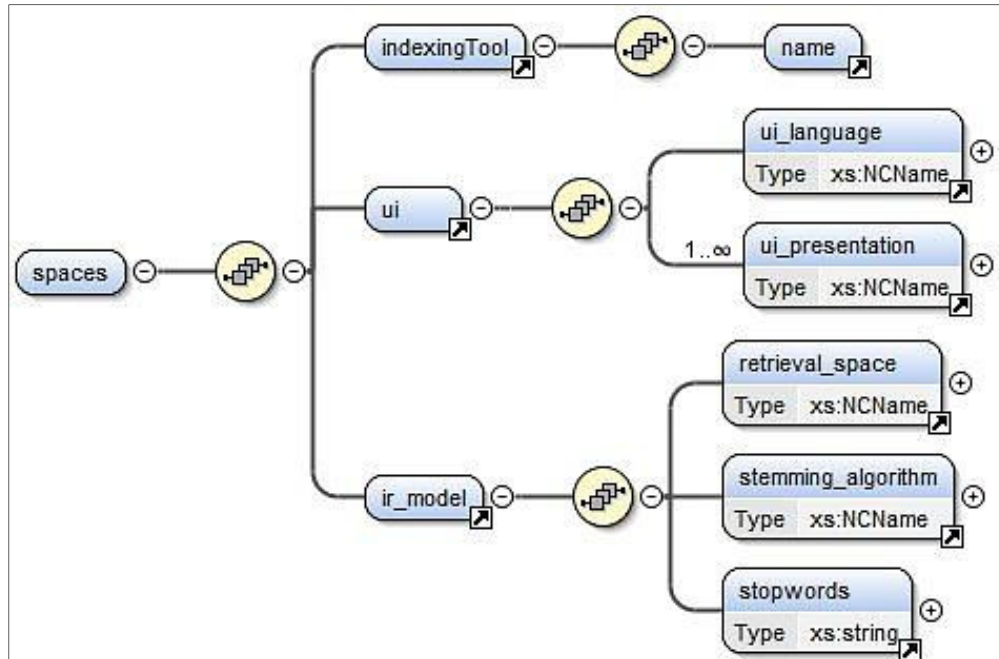 indexingTool
name
ui_language
Type xs:NCName
ui
1..∞
ui_presentation
Type xs:NCName
spaces
retrieval_space
Type xs:NCName
ir_model
stemming_algorithm
Type xs:NCName
stopwords
Type xs:string